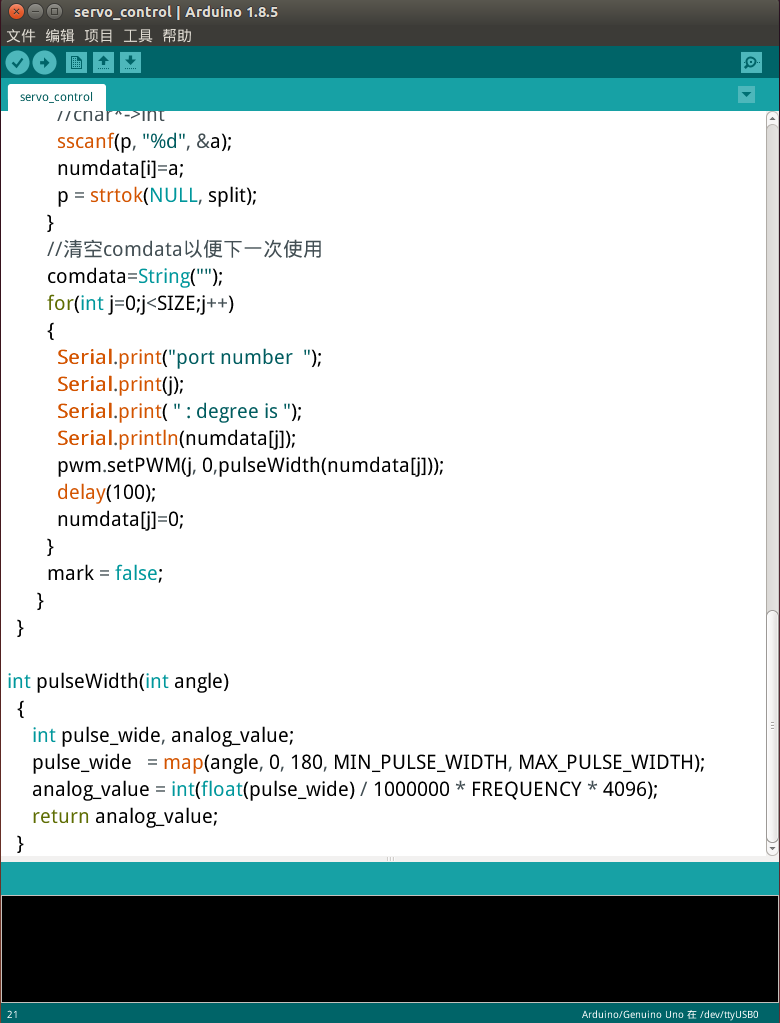 servo_control | Arduino 1.8.5
文件 编辑 项目 工具 帮助
servo_control
//char*->int
sscanf(p, "%d", &a);
numdata[i]=a;
p = strtok(NULL, split);
}
//清空comdata以便下一次使用
comdata=String("");
for(int j=0;j<SIZE;j++)
{
Serial.print("port number  ");
Serial.print(j);
Serial.print( " : degree is ");
Serial.println(numdata[j]);
pwm.setPWM(j, 0,pulseWidth(numdata[j]));
delay(100);
numdata[j]=0;
}
mark = false;
}
}
int pulseWidth(int angle)
{
int pulse_wide, analog_value;
pulse_wide   = map(angle, 0, 180, MIN_PULSE_WIDTH, MAX_PULSE_WIDTH);
analog_value = int(float(pulse_wide) / 1000000 * FREQUENCY * 4096);
return analog_value;
}
21 Arduino/Genuino Uno 在 /dev/ttyUSB0